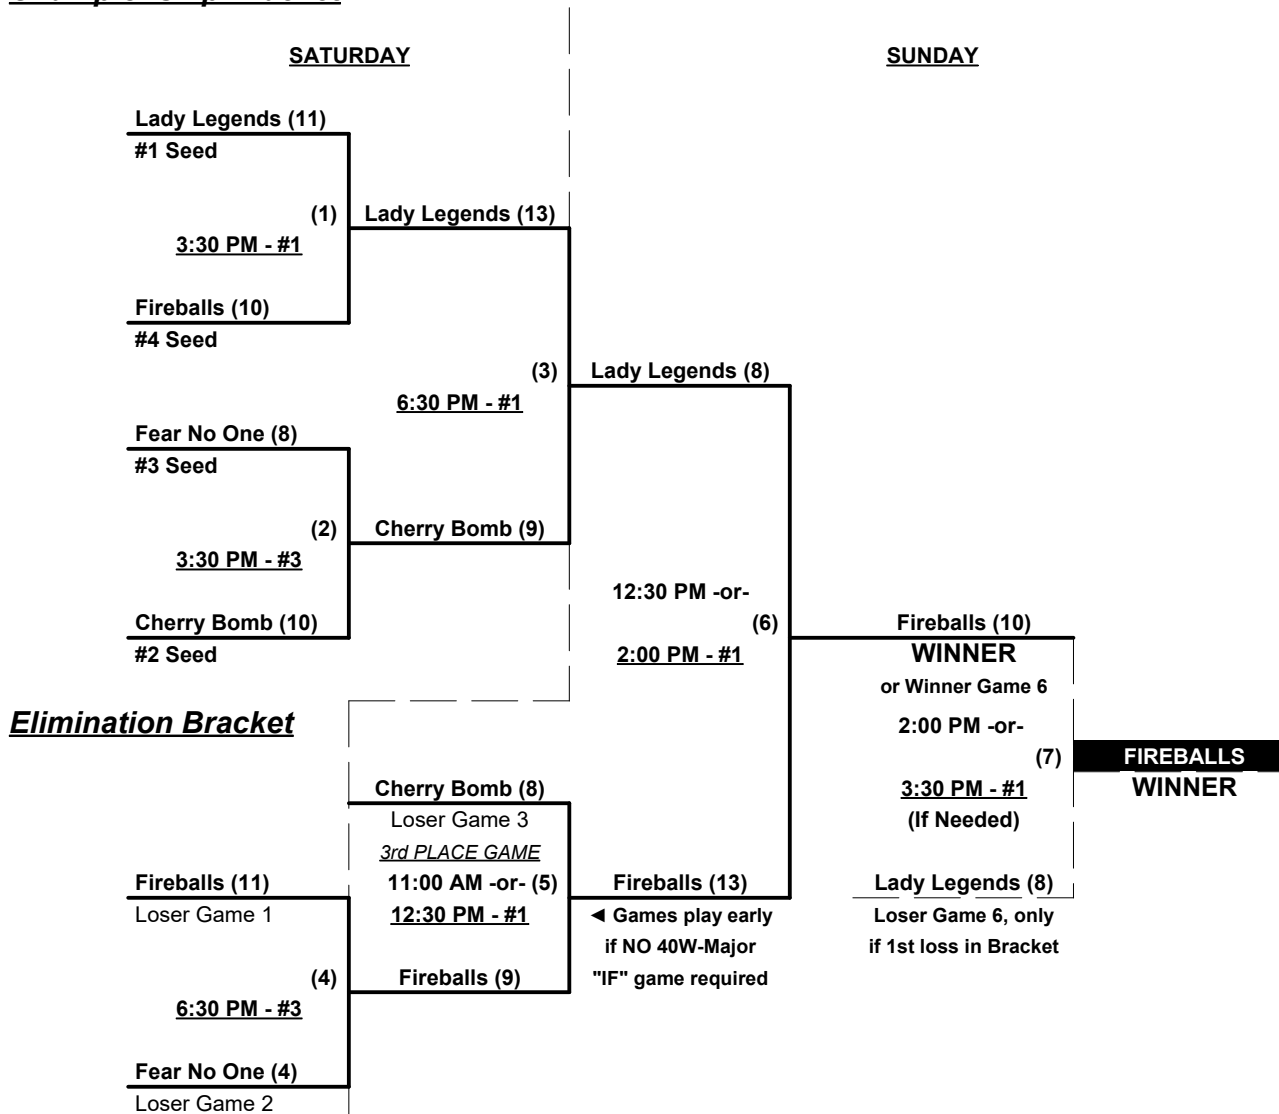 SATURDAY
SUNDAY
Lady Legends (11)
#1 Seed
(1)
Lady Legends (13)
3:30 PM - #1
Fireballs (10)
#4 Seed
(3)
Lady Legends (8)
6:30 PM - #1
Fear No One (8)
#3 Seed
(2)
Cherry Bomb (9)
3:30 PM - #3
12:30 PM -or-
Cherry Bomb (10)
(6)
Fireballs (10)
#2 Seed
2:00 PM - #1
WINNER
or Winner Game 6
Elimination Bracket
2:00 PM -or-
(7)
FIREBALLS
Cherry Bomb (8)
3:30 PM - #1
WINNER
Loser Game 3
(If Needed)
3rd PLACE GAME
Fireballs (11)
11:00 AM -or- (5)
Fireballs (13)
Lady Legends (8)
Loser Game 1
12:30 PM - #1
◄ Games play early
Loser Game 6, only
if NO 40W-Major
if 1st loss in Bracket
(4)
Fireballs (9)
"IF" game required
6:30 PM - #3
Fear No One (4)
Loser Game 2